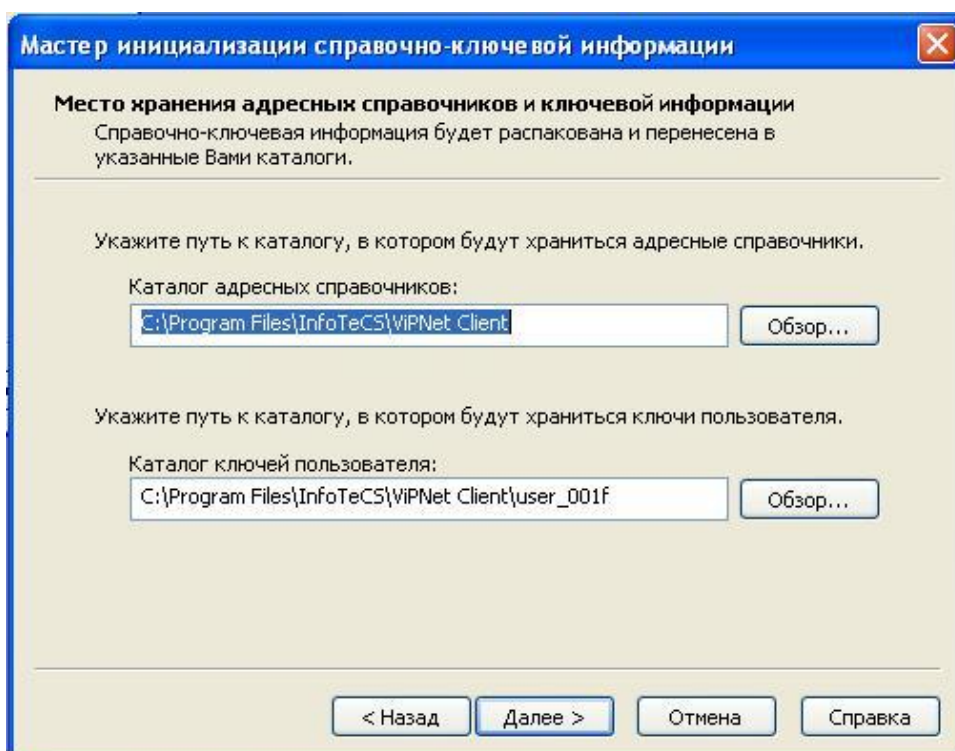 Мастер инициализации справочно-ключевой информации
Место хранения адресных справочников и ключевой информации
Справочно-ключевая информация будет распакована и перенесена в
указанные Вами каталоги.
Укажите путь к каталогу, в котором будут храниться адресные справочники.
Каталог адресных справочников:
C:\Program Files\InfoTeCS\ViPNet Client
Обзор...
Укажите путь к каталогу, в котором будут храниться ключи пользователя.
Каталог ключей пользователя:
C:\Program Files\InfoTeCS\ViPNet Client\user_001f
Обзор...
< Назад
Далее >
Отмена
Справка